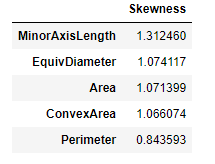 Skewness
MinorAxisLength 1.312460
EquivDiameter 1.074117
Area 1.071399
ConvexArea 1.066074
Perimeter 0.843593